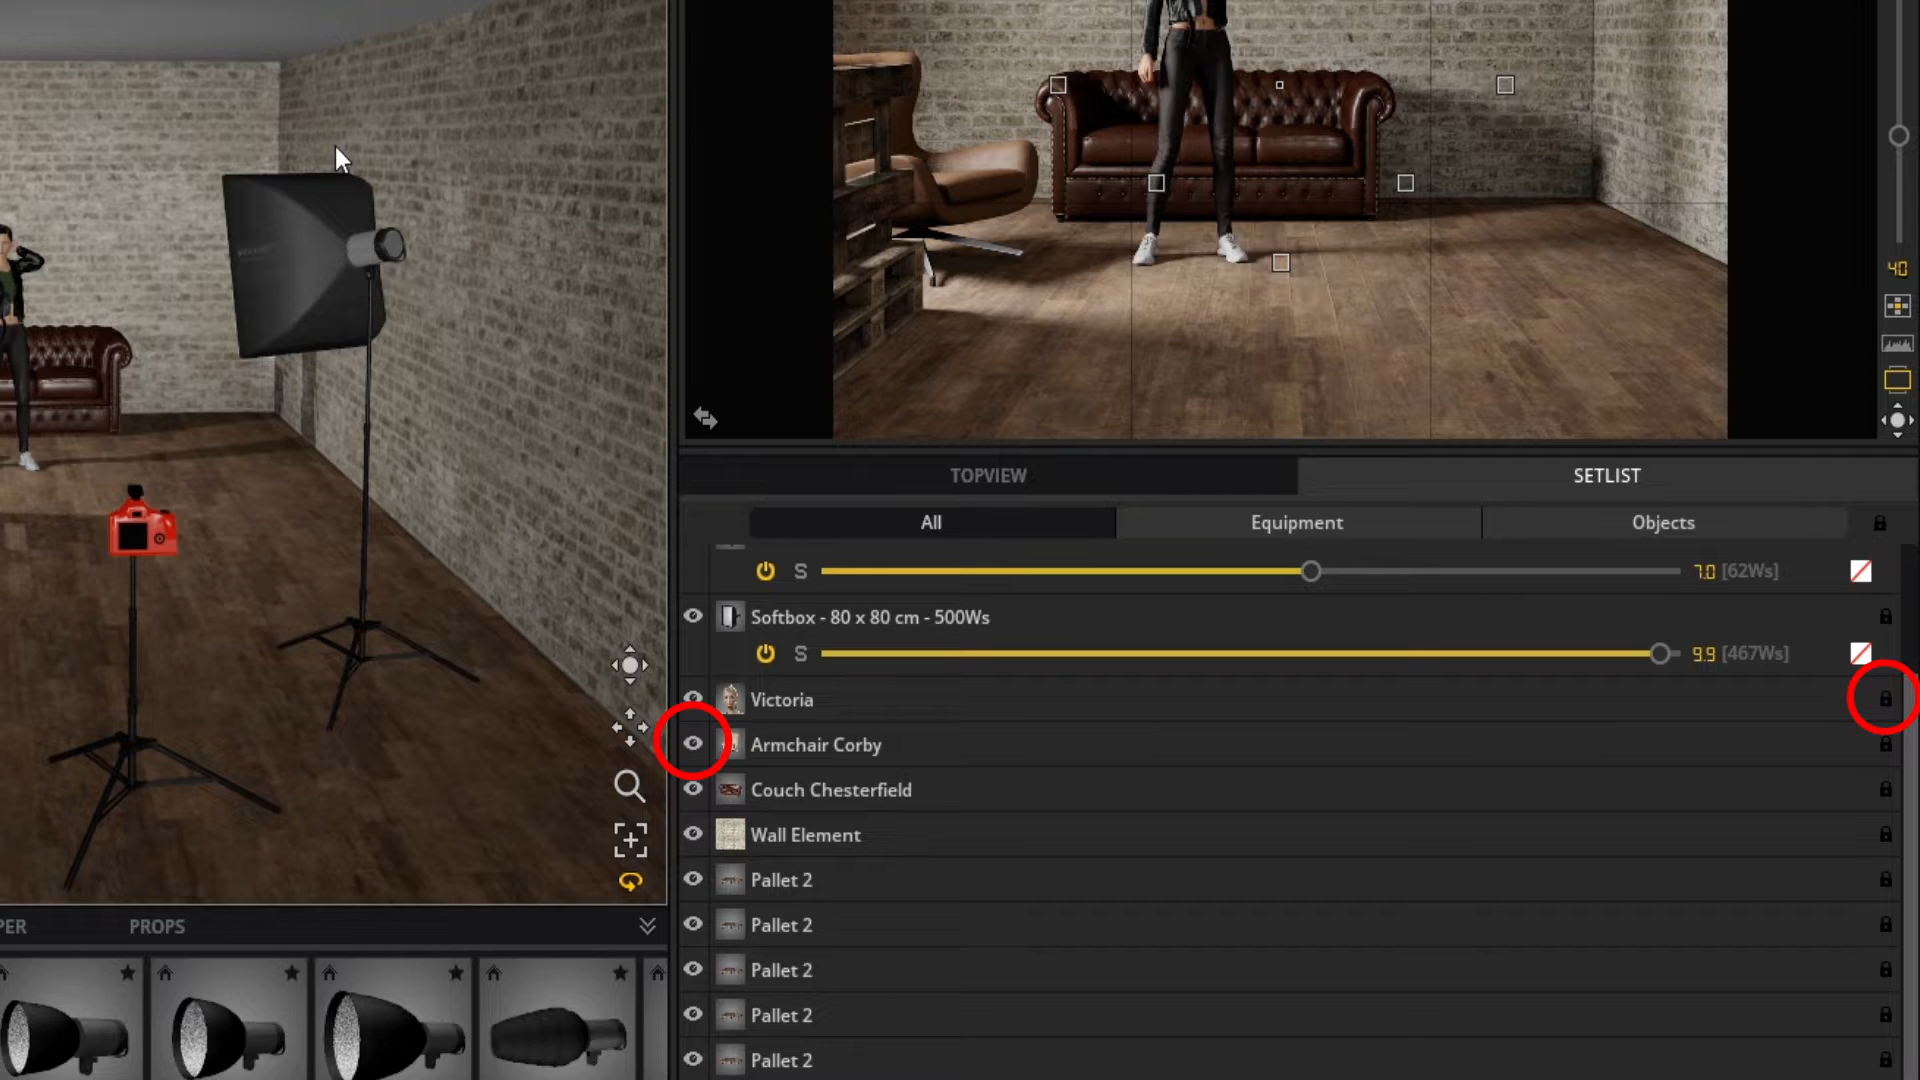 40
TOPVIEW
SETLIST
All
Equipment
Objects
S
7.0 [62Ws]
Softbox - 80 x 80 cm - 500Ws
S
9.9 [467Ws]
Victoria
Armchair Corby
Couch Chesterfield
Wall Element
Pallet 2
Pallet 2
Pallet 2
Pallet 2
Pallet 2
PER
PROPS